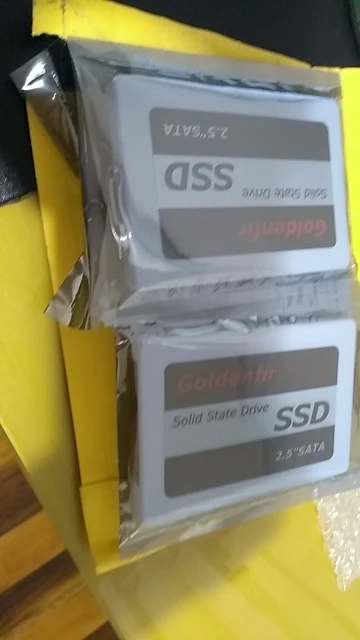 2.5"SATA
SSD
Solid State Drive
Goldenfir
Goldenfir
Solid State Drive
SSD
2.5"SATA